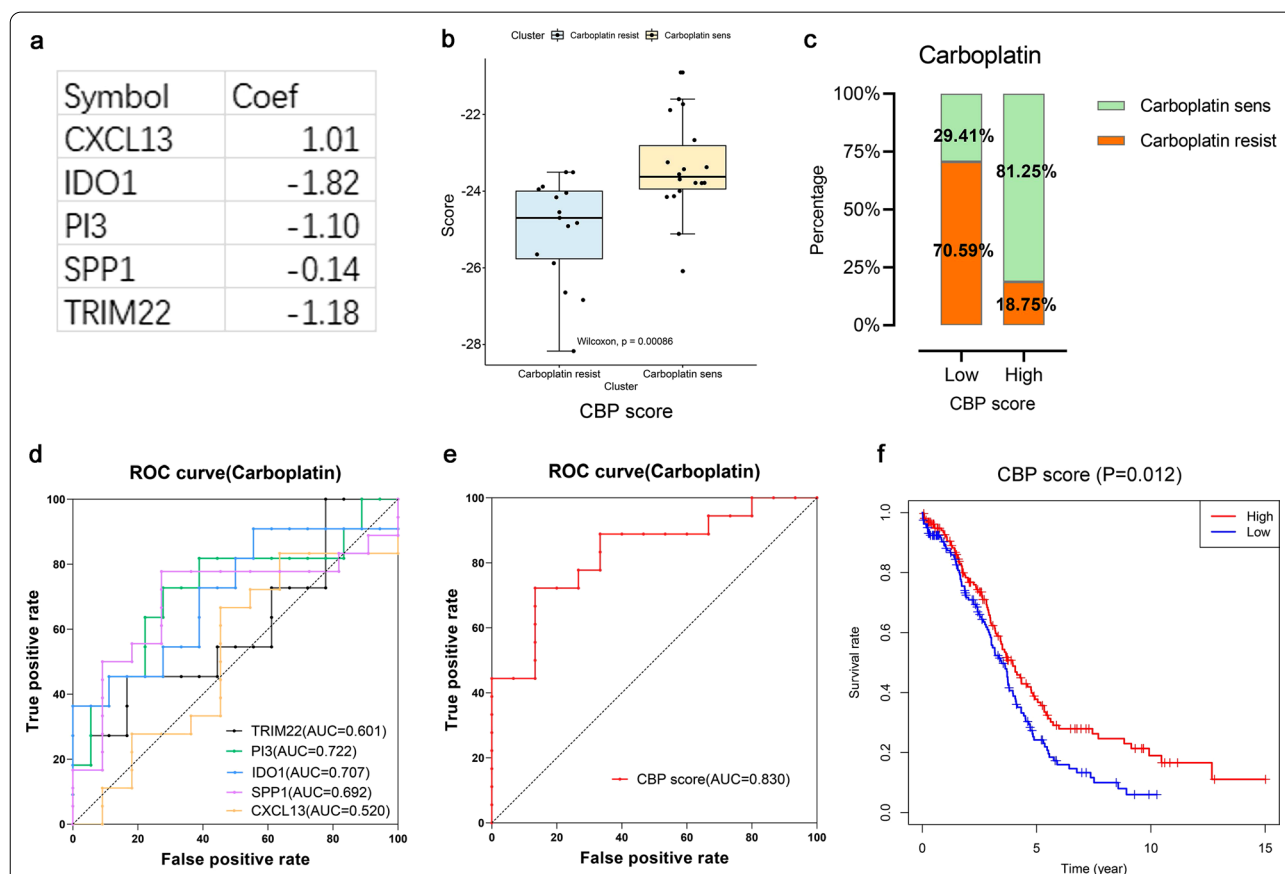 a
Symbol Coef
CXCL13 1.01
IDO1 -1.82
PI3 -1.10
SPP1 -0.14
TRIM22 -1.18
b
Cluster Carboplatin resist Carboplatin sens
Score
-22
-24
-26
-28
Wilcoxon, p = 0.00086
Carboplatin resist Carboplatin sens
Cluster
CBP score
c
Carboplatin
Percentage
100%
75%
50%
25%
0%
29.41%
81.25%
70.59%
18.75%
Carboplatin sens
Carboplatin resist
Low High
CBP score
d
ROC curve(Carboplatin)
True positive rate
100
80
60
40
20
0
TRIM22(AUC=0.601)
PI3(AUC=0.722)
IDO1(AUC=0.707)
SPP1(AUC=0.692)
CXCL13(AUC=0.520)
0 20 40 60 80 100
False positive rate
e
ROC curve(Carboplatin)
True positive rate
100
80
60
40
20
0
CBP score(AUC=0.830)
0 20 40 60 80 100
False positive rate
f
CBP score (P=0.012)
High
Low
Survival rate
1.0
0.8
0.6
0.4
0.2
0.0
0 5 10 15
Time (year)